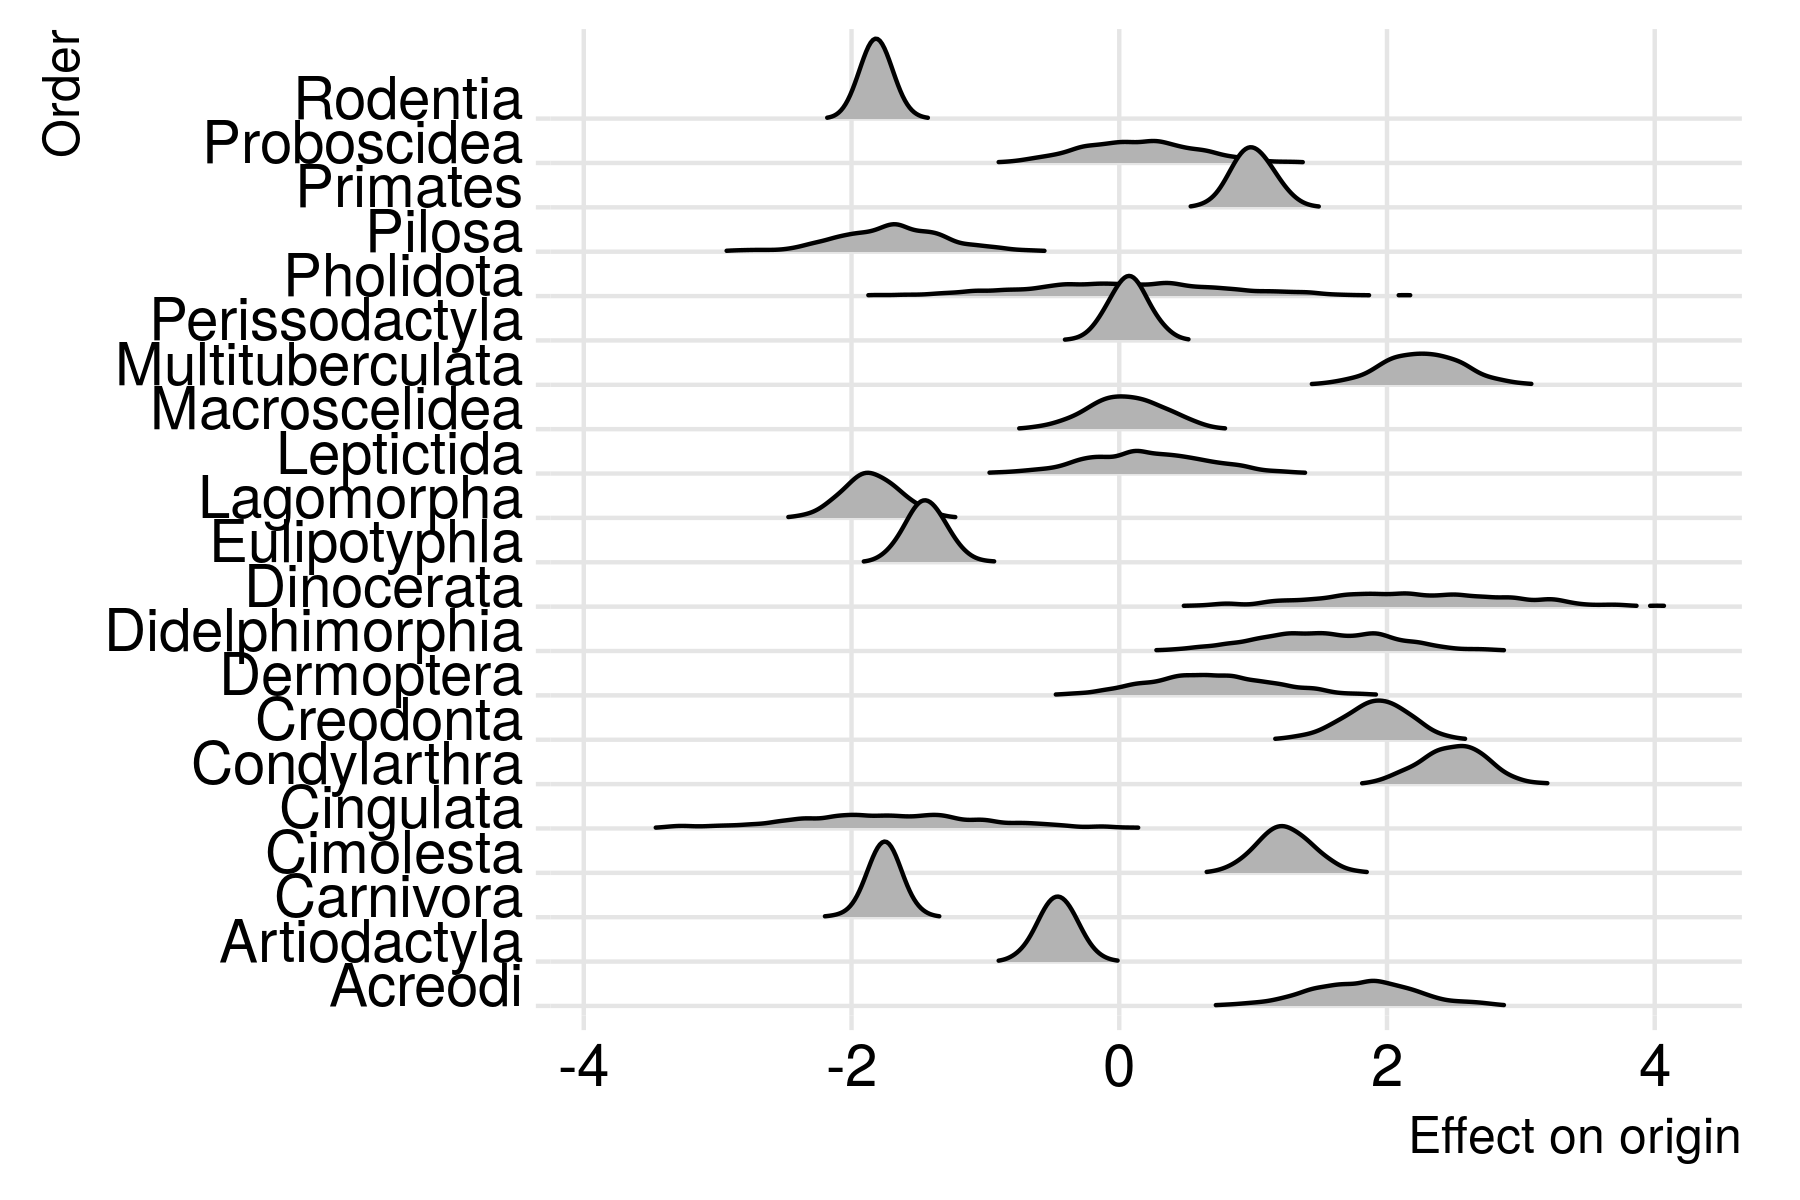 Order
Rodentia
Proboscidea
Primates
Pilosa
Pholidota
Perissodactyla
Multituberculata
Macroscelidea
Leptictida
Lagomorpha
Eulipotyphla
Dinocerata
Didelphimorphia
Dermoptera
Creodonta
Condylarthra
Cingulata
Cimolesta
Carnivora
Artiodactyla
Acreodi
-4 -2 0 2 4
Effect on origin